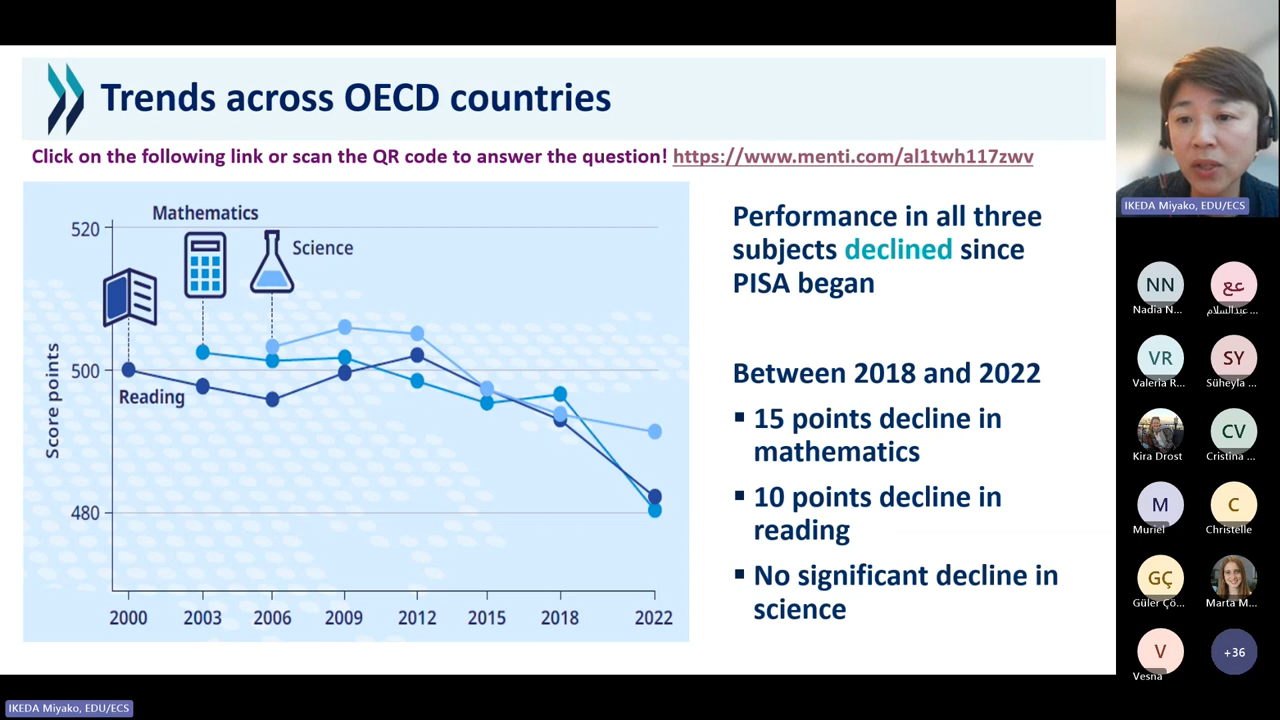 Trends across OECD countries
Click on the following link or scan the QR code to answer the question! https://www.menti.com/al1twh117zwv
Mathematics
Science
Reading
Score points
520
500
480
2000 2003 2006 2009 2012 2015 2018 2022
Performance in all three
subjects declined since
PISA began
Between 2018 and 2022
▪ 15 points decline in
mathematics
▪ 10 points decline in
reading
▪ No significant decline in
science
IKEDA Miyako, EDU/ECS
NN
Nadia N...
عع
عبدالسلام ...
VR
Valeria R...
SY
Süheyla ...
Kira Drost
CV
Cristina ...
M
Muriel
C
Christelle
GÇ
Güler Çö...
Marta M...
V
Vesna
+36
IKEDA Miyako, EDU/ECS